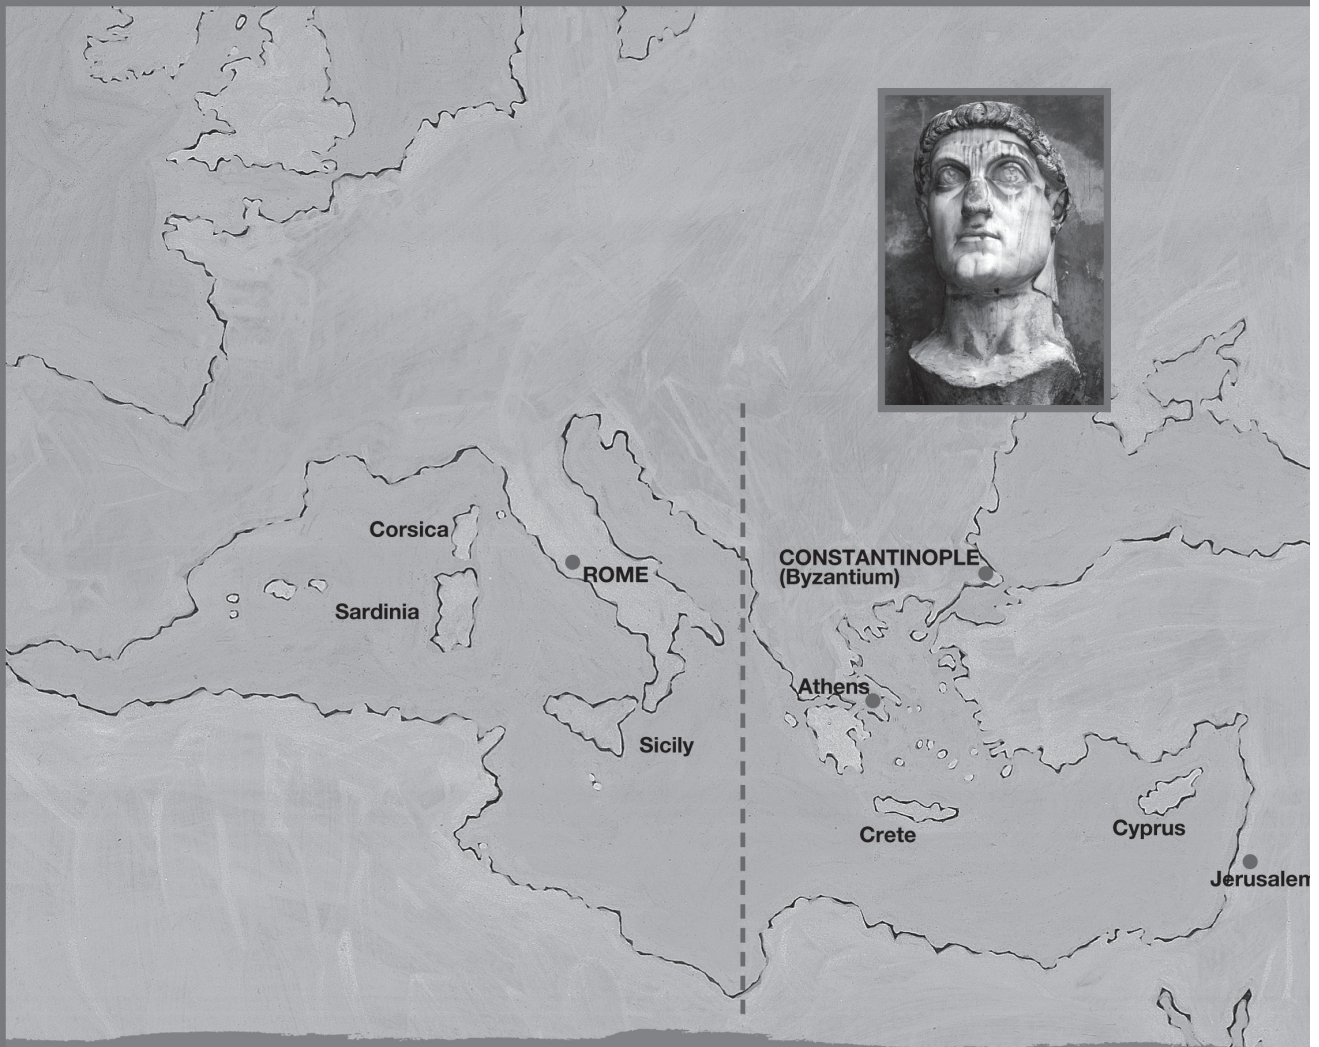 Corsica
CONSTANTINOPLE
(Byzantium)
ROME
Sardinia
Athens
Sicily
Crete
Cyprus
Jerusalem